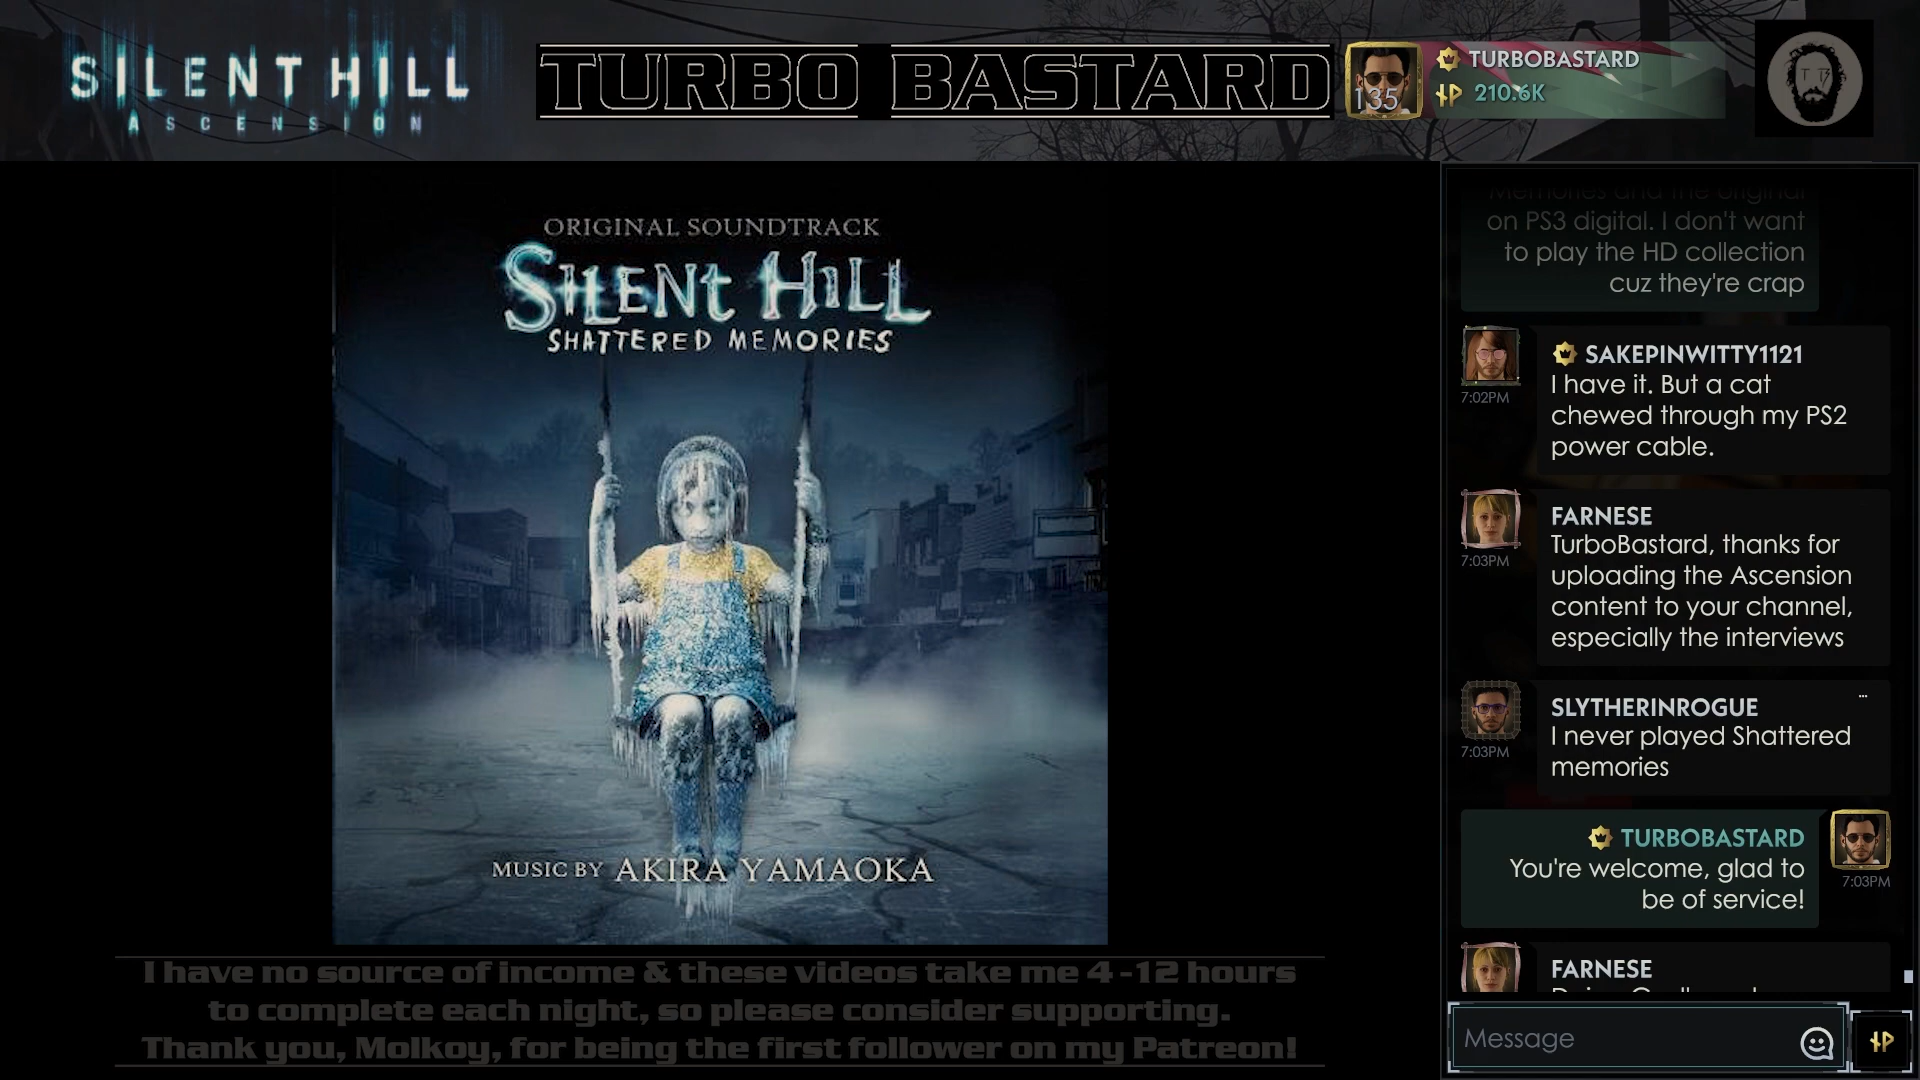 SILENT HILL
ASCENSION
TURBO BASTARD
135
TURBOBASTARD
210.6K
ORIGINAL SOUNDTRACK
SILENT HILL
SHATTERED MEMORIES
MUSIC BY AKIRA YAMAOKA
I have no source of income & these videos take me 4 -12 hours
to complete each night, so please consider supporting.
Thank you, Molkoy, for being the first follower on my Patreon!
Memories and the original
on PS3 digital. I don't want
to play the HD collection
cuz they're crap
SAKEPINWITTY1121
I have it. But a cat
chewed through my PS2
power cable.
7:02PM
FARNESE
TurboBastard, thanks for
uploading the Ascension
content to your channel,
especially the interviews
7:03PM
SLYTHERINROGUE
I never played Shattered
memories
7:03PM
TURBOBASTARD
You're welcome, glad to
be of service!
7:03PM
FARNESE
Message